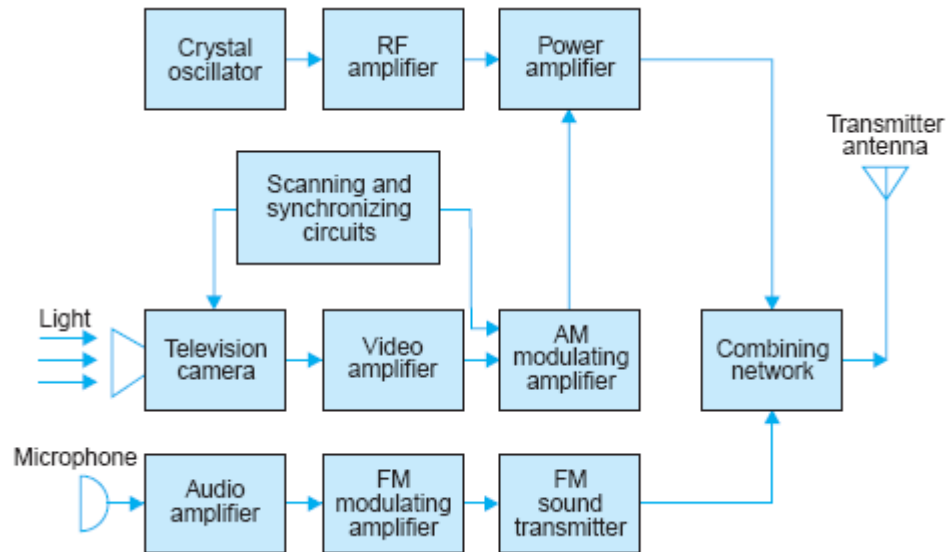 Crystal
oscillator
RF
amplifier
Power
amplifier
Transmitter
antenna
Scanning and
synchronizing
circuits
Light
Television
camera
Video
amplifier
AM
modulating
amplifier
Combining
network
Microphone
Audio
amplifier
FM
modulating
amplifier
FM
sound
transmitter